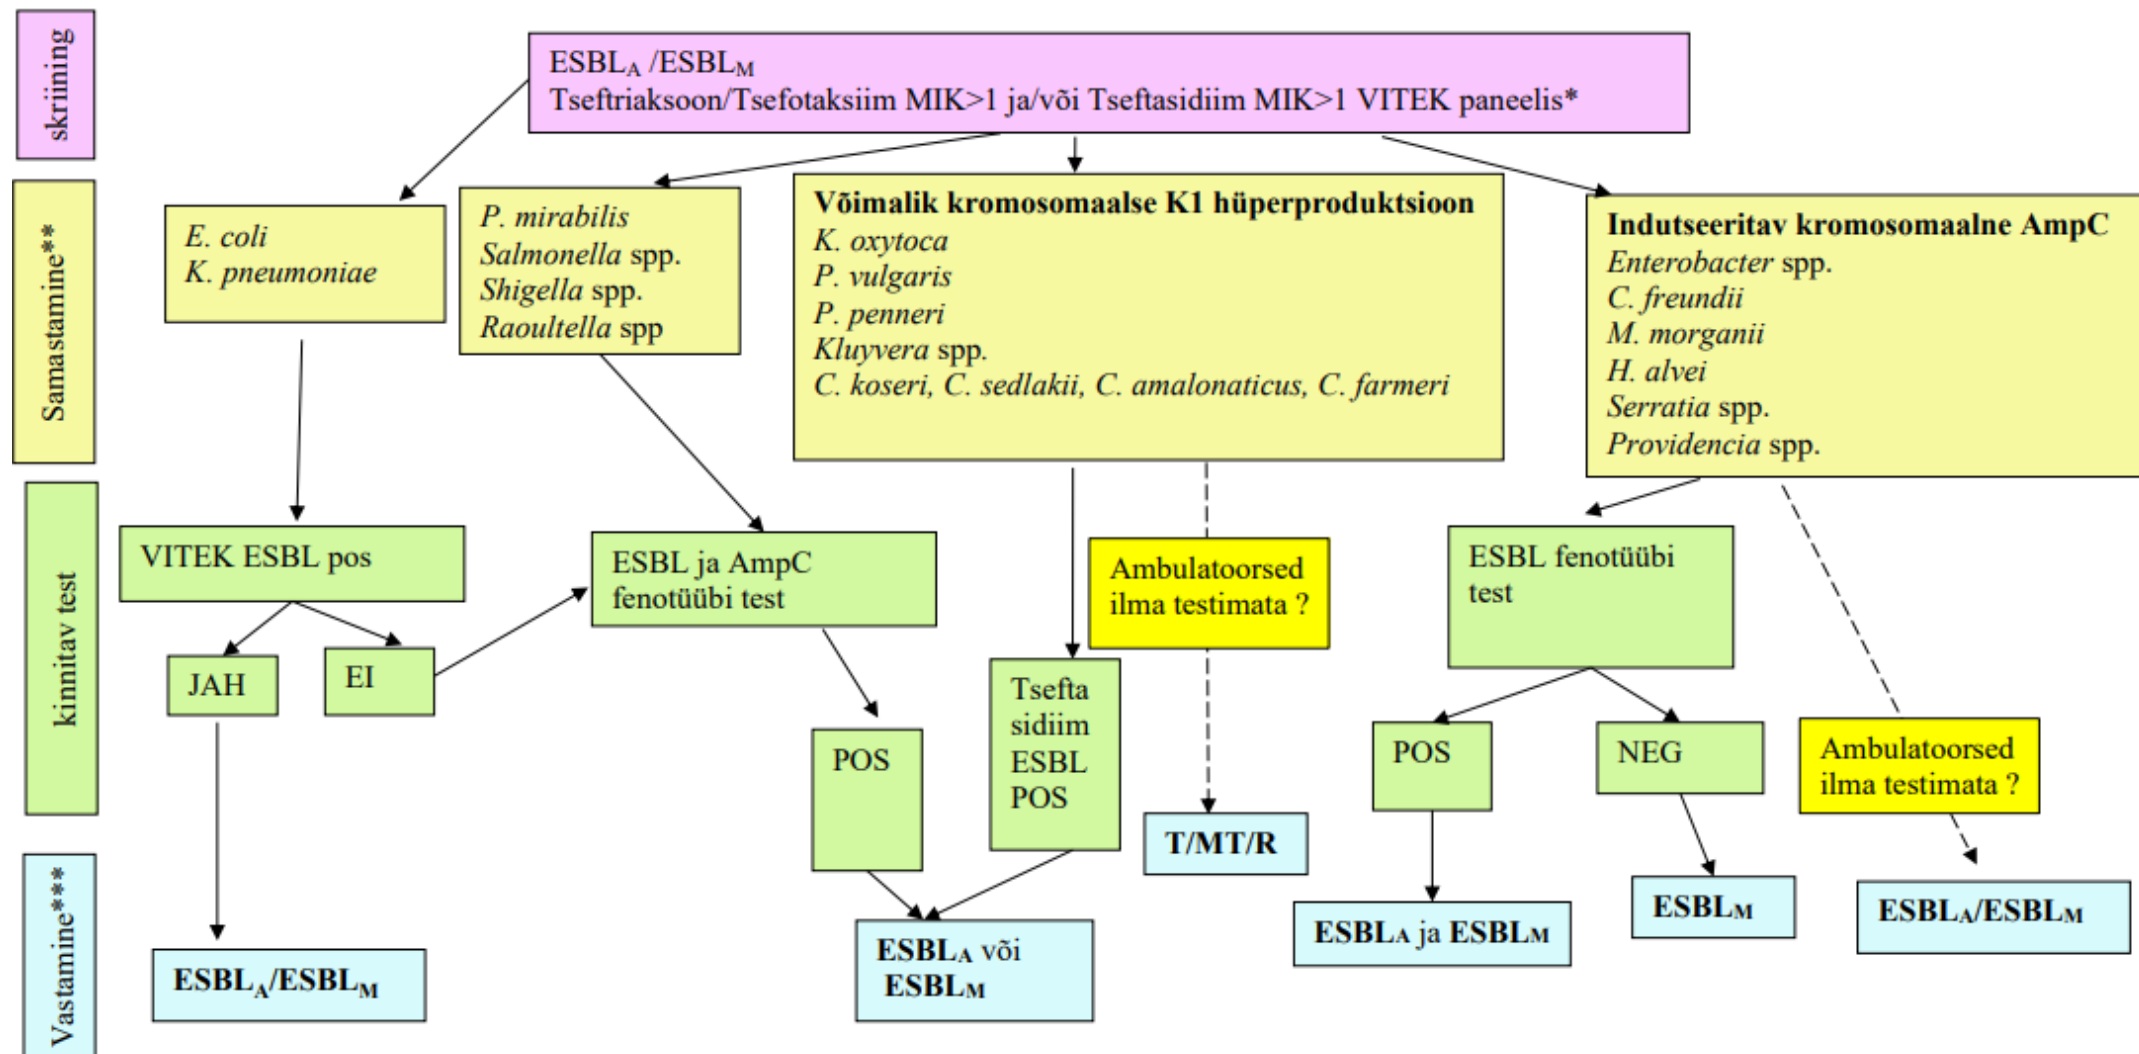 skriining
ESBLA /ESBLM
Tseftriaksoon/Tsefotaksiim MIK>1 ja/või Tseftasidiim MIK>1 VITEK paneelis*
Samastamine**
E. coli
K. pneumoniae
P. mirabilis
Salmonella spp.
Shigella spp.
Raoultella spp
Võimalik kromosomaalse K1 hüperproduktsioon
K. oxytoca
P. vulgaris
P. penneri
Kluyvera spp.
C. koseri, C. sedlakii, C. amalonaticus, C. farmeri
Indutseeritav kromosomaalne AmpC
Enterobacter spp.
C. freundii
M. morganii
H. alvei
Serratia spp.
Providencia spp.
kinnitav test
VITEK ESBL pos
JAH
EI
ESBL ja AmpC
fenotüübi test
POS
Tsefta
sidiim
ESBL
POS
Ambulatoorsed
ilma testimata ?
ESBL fenotüübi
test
POS
NEG
Ambulatoorsed
ilma testimata ?
Vastamine***
ESBLA/ESBLM
ESBLA või
ESBLM
T/MT/R
ESBLA ja ESBLM
ESBLM
ESBLA/ESBLM